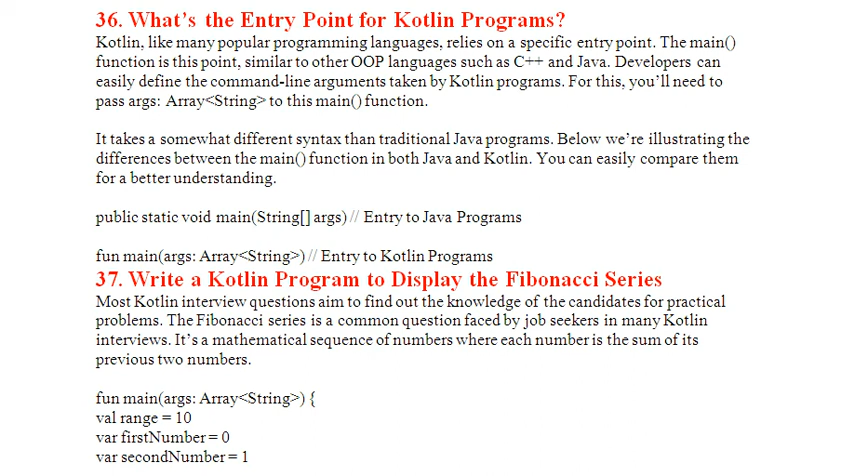 36. What's the Entry Point for Kotlin Programs?
Kotlin, like many popular programming languages, relies on a specific entry point. The main()
function is this point, similar to other OOP languages such as C++ and Java. Developers can
easily define the command-line arguments taken by Kotlin programs. For this, you'll need to
pass args: Array<String> to this main() function.
It takes a somewhat different syntax than traditional Java programs. Below we're illustrating the
differences between the main() function in both Java and Kotlin. You can easily compare them
for a better understanding.
public static void main(String[] args) // Entry to Java Programs
fun main(args: Array<String>) // Entry to Kotlin Programs
37. Write a Kotlin Program to Display the Fibonacci Series
Most Kotlin interview questions aim to find out the knowledge of the candidates for practical
problems. The Fibonacci series is a common question faced by job seekers in many Kotlin
interviews. It's a mathematical sequence of numbers where each number is the sum of its
previous two numbers.
fun main(args: Array<String>) {
val range = 10
var firstNumber = 0
var secondNumber = 1